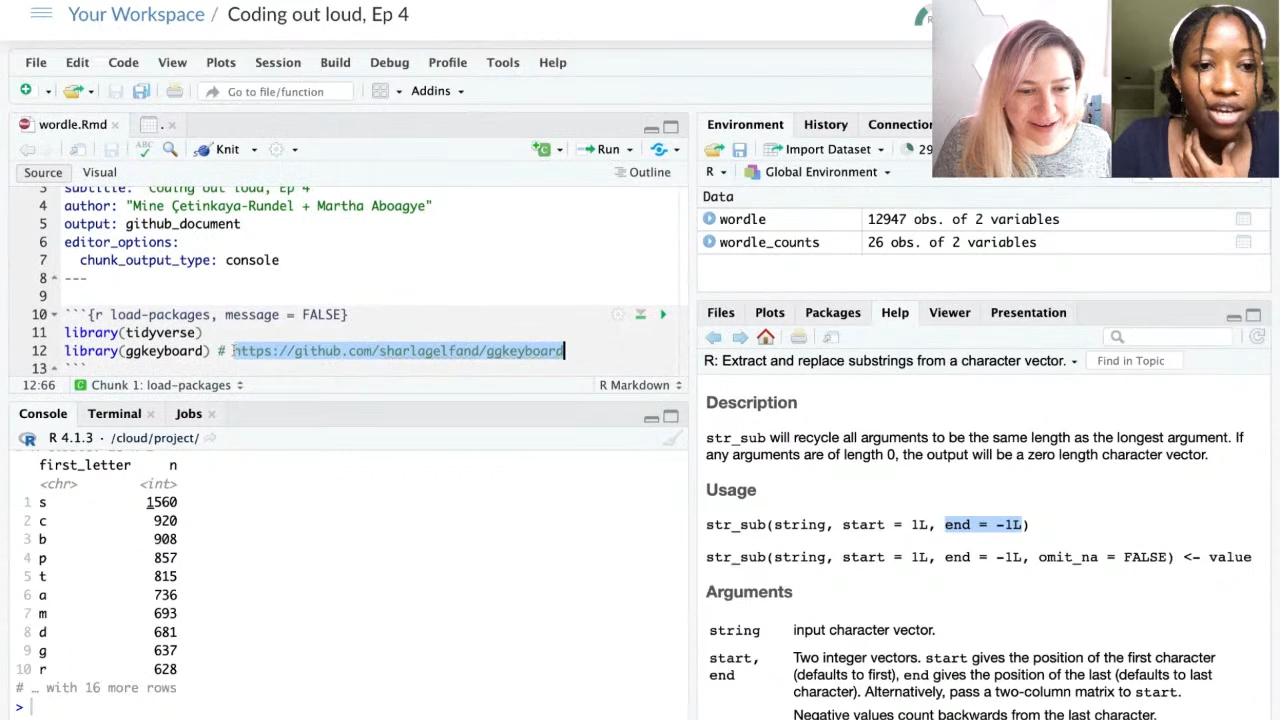 Your Workspace / Coding out loud, Ep 4
File Edit Code View Plots Session Build Debug Profile Tools Help
Go to file/function Addins
wordle.Rmd .
Knit Run
Source Visual Outline
3 subtitle: "Coding out loud, Ep 4"
4 author: "Mine Çetinkaya-Rundel + Martha Aboagye"
5 output: github_document
6 editor_options:
7 chunk_output_type: console
8 ---
9
10 ```{r load-packages, message = FALSE}
11 library(tidyverse)
12 library(ggkeyboard) # https://github.com/sharlagelfand/ggkeyboard
13 ```
12:66 Chunk 1: load-packages R Markdown
Console Terminal Jobs
R 4.1.3 · /cloud/project/
first_letter n
<chr> <int>
1 s 1560
2 c 920
3 b 908
4 p 857
5 t 815
6 a 736
7 m 693
8 d 681
9 g 637
10 r 628
# … with 16 more rows
>
Environment History Connection
Import Dataset 29
R Global Environment
Data
wordle 12947 obs. of 2 variables
wordle_counts 26 obs. of 2 variables
Files Plots Packages Help Viewer Presentation
R: Extract and replace substrings from a character vector. Find in Topic
Description
str_sub will recycle all arguments to be the same length as the longest argument. If
any arguments are of length 0, the output will be a zero length character vector.
Usage
str_sub(string, start = 1L, end = -1L)
str_sub(string, start = 1L, end = -1L, omit_na = FALSE) <- value
Arguments
string input character vector.
start, Two integer vectors. start gives the position of the first character
end (defaults to first), end gives the position of the last (defaults to last
character). Alternatively, pass a two-column matrix to start.
Negative values count backwards from the last character.